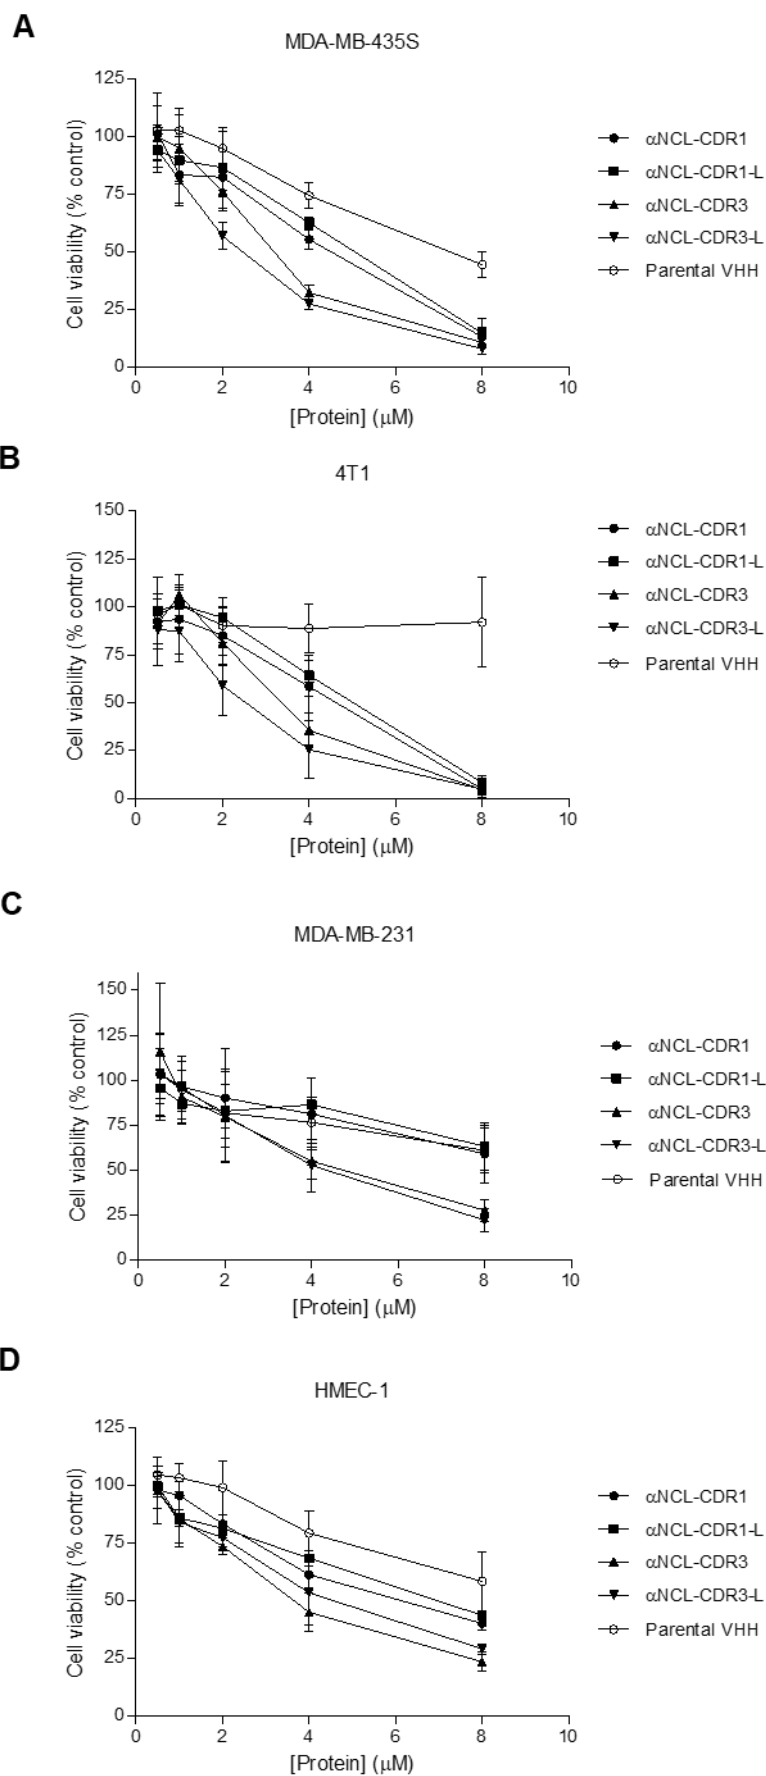 A
MDA-MB-435S
Cell viability (% control)
125
100
75
50
25
0
0 2 4 6 8 10
[Protein] (μM)
αNCL-CDR1
αNCL-CDR1-L
αNCL-CDR3
αNCL-CDR3-L
Parental VHH
B
4T1
Cell viability (% control)
150
125
100
75
50
25
0
0 2 4 6 8 10
[Protein] (μM)
αNCL-CDR1
αNCL-CDR1-L
αNCL-CDR3
αNCL-CDR3-L
Parental VHH
C
MDA-MB-231
Cell viability (% control)
150
125
100
75
50
25
0
0 2 4 6 8 10
[Protein] (μM)
αNCL-CDR1
αNCL-CDR1-L
αNCL-CDR3
αNCL-CDR3-L
Parental VHH
D
HMEC-1
Cell viability (% control)
125
100
75
50
25
0
0 2 4 6 8 10
[Protein] (μM)
αNCL-CDR1
αNCL-CDR1-L
αNCL-CDR3
αNCL-CDR3-L
Parental VHH